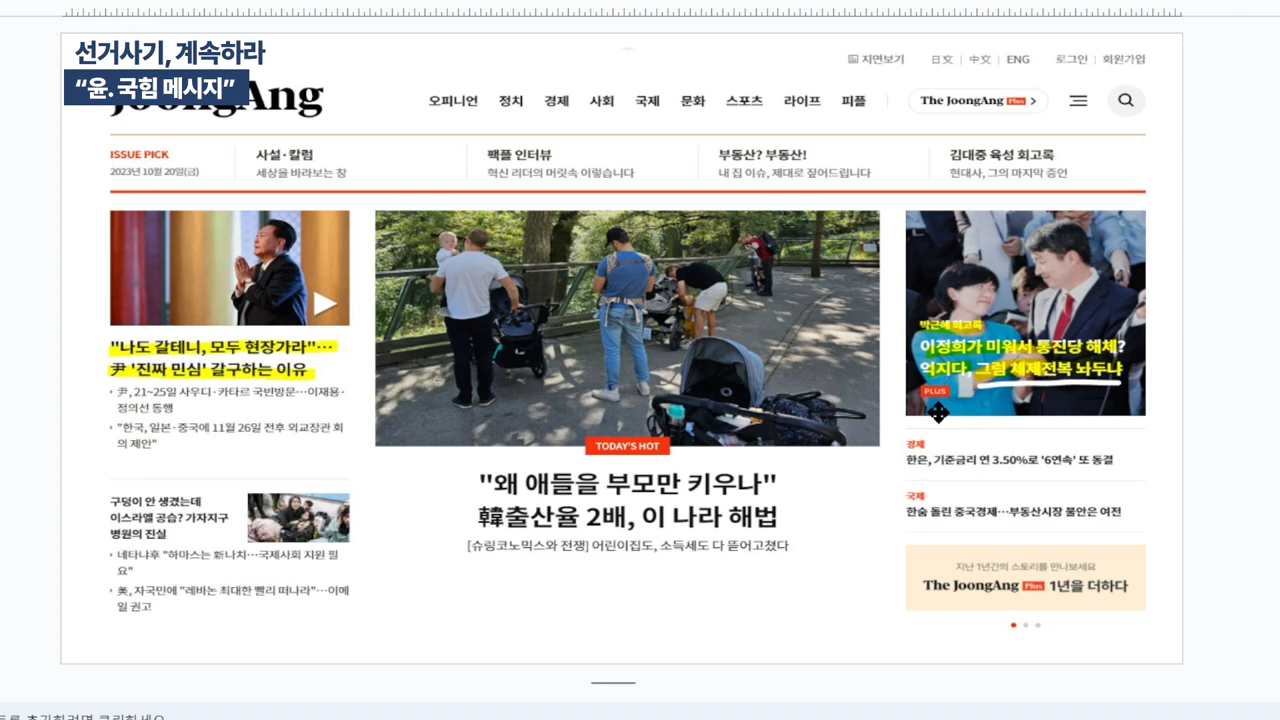 선거사기, 계속하라
“윤. 국힘 메시지”
JoongAng
지면보기 日文 | 中文 | ENG 로그인 | 회원가입
오피니언 정치 경제 사회 국제 문화 스포츠 라이프 피플
The JoongAng Plus >
ISSUE PICK
2023년 10월 20일(금)
사설·칼럼
세상을 바라보는 창
팩플 인터뷰
혁신 리더의 머릿속 이렇습니다
부동산? 부동산!
내 집 이슈, 제대로 짚어드립니다
김대중 육성 회고록
현대사, 그의 마지막 증언
"나도 갈테니, 모두 현장가라"…
尹 '진짜 민심' 갈구하는 이유
尹, 21~25일 사우디·카타르 국빈방문…이재용·
정의선 동행
"한국, 일본·중국에 11월 26일 전후 외교장관 회
의 제안"
구덩이 안 생겼는데
이스라엘 공습? 가자지구
병원의 진실
네타냐후 "하마스는 新나치…국제사회 지원 필
요"
美, 자국민에 "레바논 최대한 빨리 떠나라"…이메
일 권고
TODAY'S HOT
"왜 애들을 부모만 키우나"
韓출산율 2배, 이 나라 해법
[슈링코노믹스와 전쟁] 어린이집도, 소득세도 다 뜯어고쳤다
박근혜 회고록
이정희가 미워서 통진당 해체?
억지다, 그럼 체제전복 놔두냐
PLUS
경제
한은, 기준금리 연 3.50%로 '6연속' 또 동결
국제
한숨 돌린 중국경제…부동산시장 불안은 여전
지난 1년간의 스토리를 만나보세요
The JoongAng Plus 1년을 더하다
추가하려면 클릭하세요